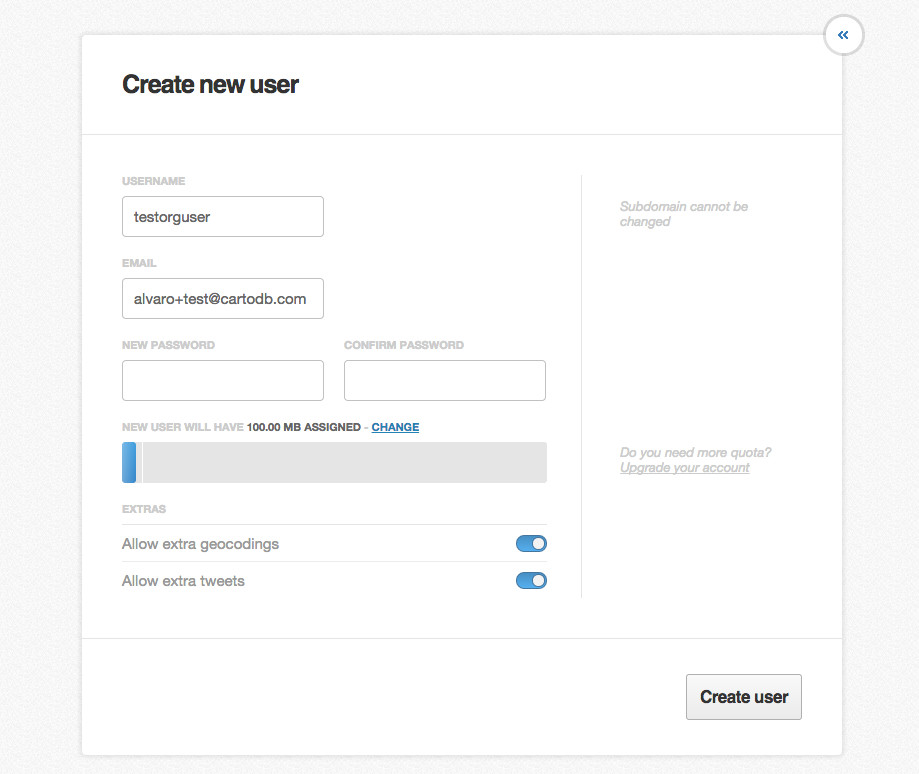 «
Create new user
USERNAME
testorguser
Subdomain cannot be
changed
EMAIL
alvaro+test@cartodb.com
NEW PASSWORD
CONFIRM PASSWORD
NEW USER WILL HAVE 100.00 MB ASSIGNED - CHANGE
Do you need more quota?
Upgrade your account
EXTRAS
Allow extra geocodings
Allow extra tweets
Create user